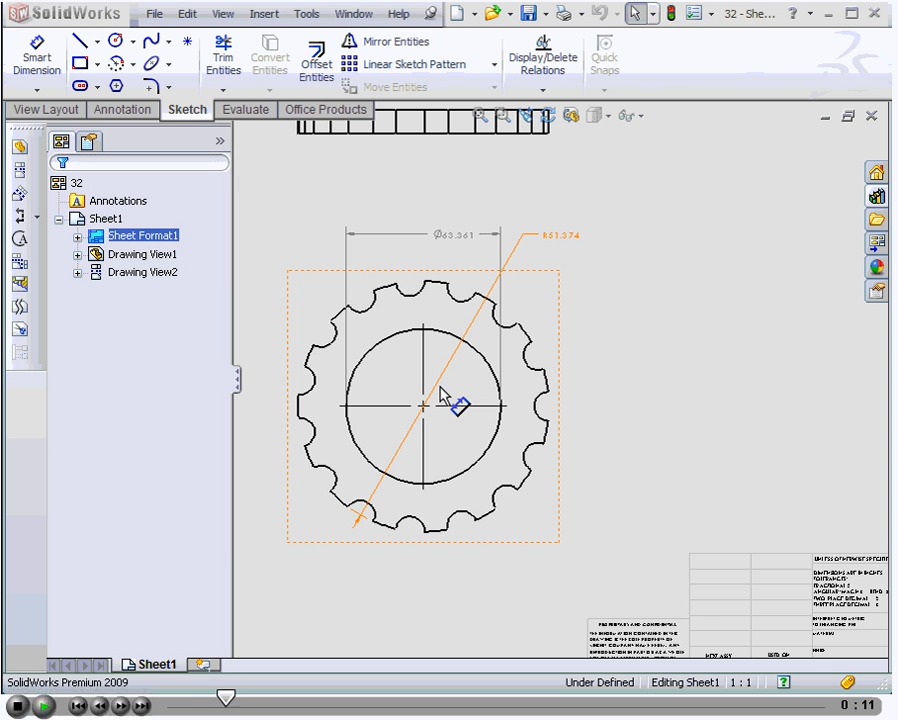 SolidWorks File Edit View Insert Tools Window Help 32 - She... ?
Smart Dimension
Trim Entities
Convert Entities
Offset Entities
Mirror Entities
Linear Sketch Pattern
Move Entities
Display/Delete Relations
Quick Snaps
View Layout Annotation Sketch Evaluate Office Products
32
Annotations
Sheet1
Sheet Format1
Drawing View1
Drawing View2
Ø63.361
R51.374
Sheet1
SolidWorks Premium 2009 Under Defined Editing Sheet1 1 : 1
0 : 11